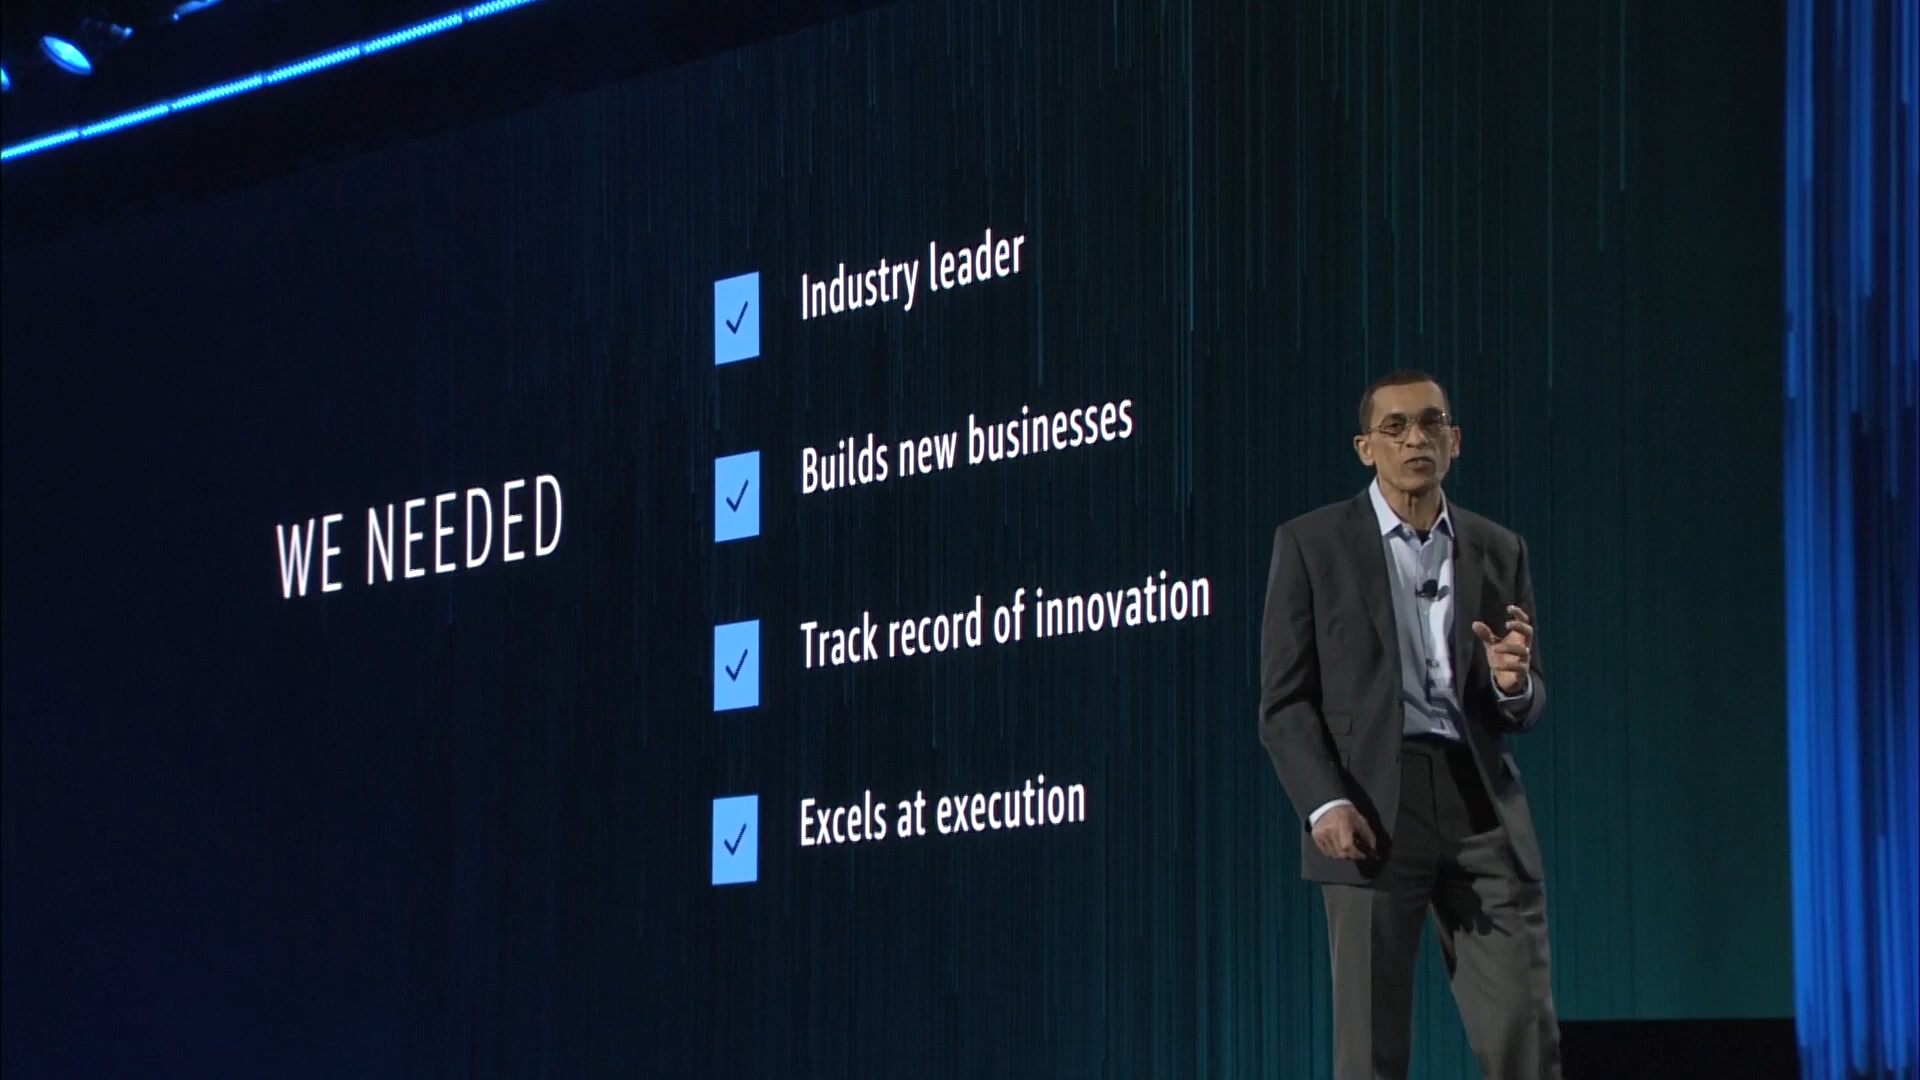 WE NEEDED
Industry leader
Builds new businesses
Track record of innovation
Excels at execution